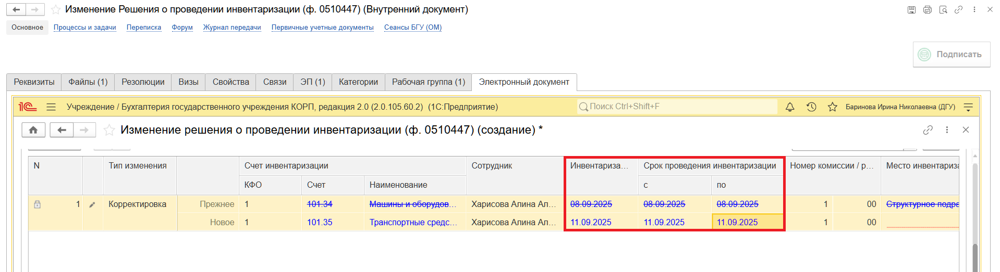 Изменение Решения о проведении инвентаризации (ф. 0510447) (Внутренний документ)
Основное Процессы и задачи Переписка Форум Журнал передачи Первичные учетные документы Сеансы БГУ (ОМ)
Подписать
Реквизиты Файлы (1) Резолюции Визы Свойства Связи ЭП (1) Категории Рабочая группа (1) Электронный документ
1С Учреждение / Бухгалтерия государственного учреждения КОРП, редакция 2.0 (2.0.105.60.2) (1С:Предприятие) Поиск Ctrl+Shift+F Баринова Ирина Николаевна (ДГУ)
Изменение решения о проведении инвентаризации (ф. 0510447) (создание) *
N Тип изменения Счет инвентаризации Сотрудник Инвентариза... Срок проведения инвентаризации Номер комиссии / р... Место инвентариза
КФО Счет Наименование с по
1 Корректировка Прежнее 1 101.34 Машины и оборудов... Харисова Алина Ал... 08.09.2025 08.09.2025 08.09.2025 1 00 Структурное подра
Новое 1 101.35 Транспортные средс... Харисова Алина Ал... 11.09.2025 11.09.2025 11.09.2025 1 00